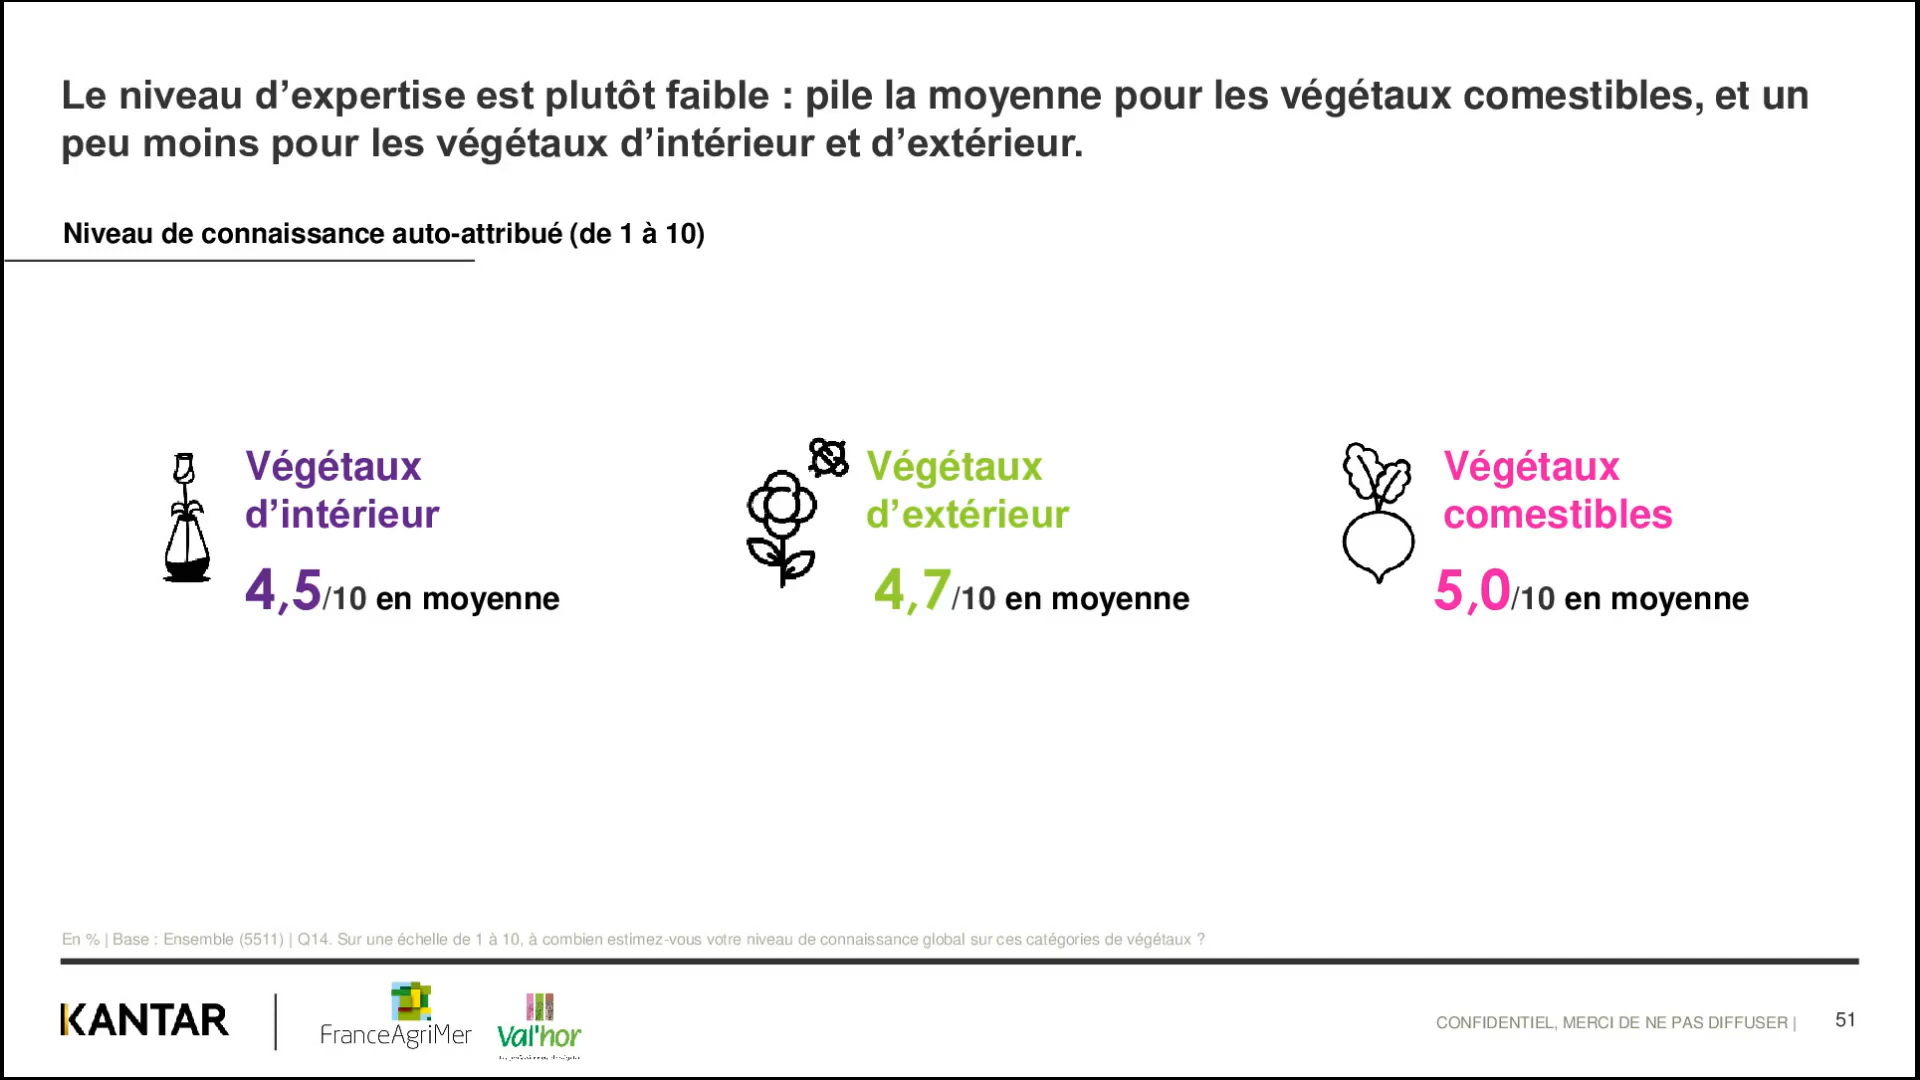 Le niveau d’expertise est plutôt faible : pile la moyenne pour les végétaux comestibles, et un
peu moins pour les végétaux d’intérieur et d’extérieur.
Niveau de connaissance auto-attribué (de 1 à 10)
Végétaux
d’intérieur
4,5/10 en moyenne
Végétaux
d’extérieur
4,7/10 en moyenne
Végétaux
comestibles
5,0/10 en moyenne
En % | Base : Ensemble (5511) | Q14. Sur une échelle de 1 à 10, à combien estimez-vous votre niveau de connaissance global sur ces catégories de végétaux ?
KANTAR
FranceAgriMer
Val'hor
CONFIDENTIEL, MERCI DE NE PAS DIFFUSER |
51